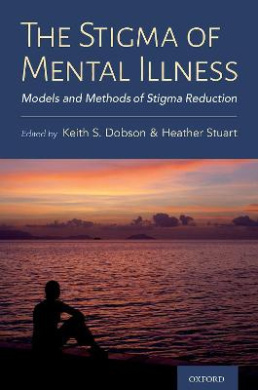 THE STIGMA OF
MENTAL ILLNESS
Models and Methods of Stigma Reduction
Edited by Keith S. Dobson & Heather Stuart
OXFORD